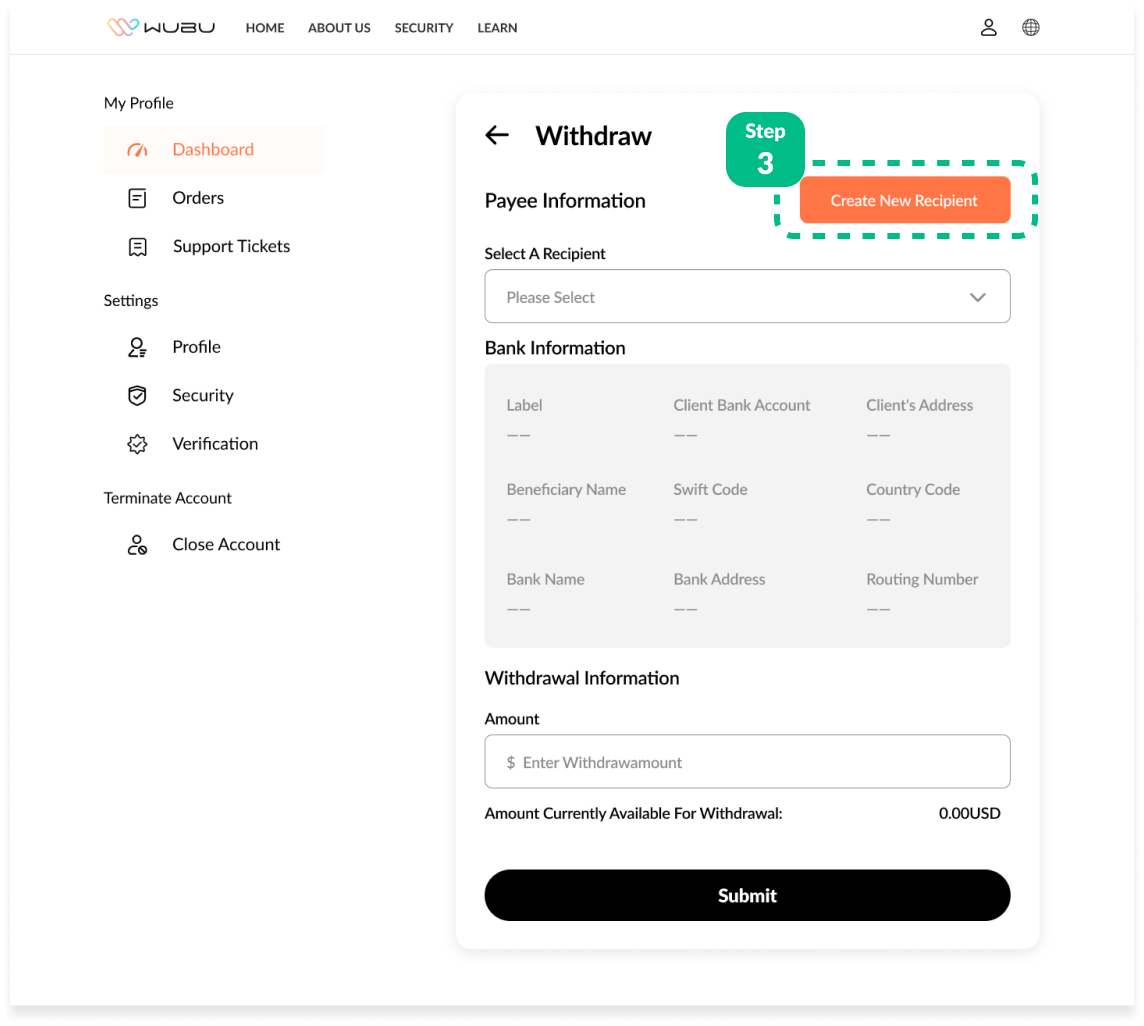 WUBU HOME ABOUT US SECURITY LEARN
My Profile
Dashboard
Orders
Support Tickets
Settings
Profile
Security
Verification
Terminate Account
Close Account
Withdraw
Step
3
Payee Information
Create New Recipient
Select A Recipient
Please Select
Bank Information
Label Client Bank Account Client's Address
—— —— ——
Beneficiary Name Swift Code Country Code
—— —— ——
Bank Name Bank Address Routing Number
—— —— ——
Withdrawal Information
Amount
$ Enter Withdrawamount
Amount Currently Available For Withdrawal: 0.00USD
Submit